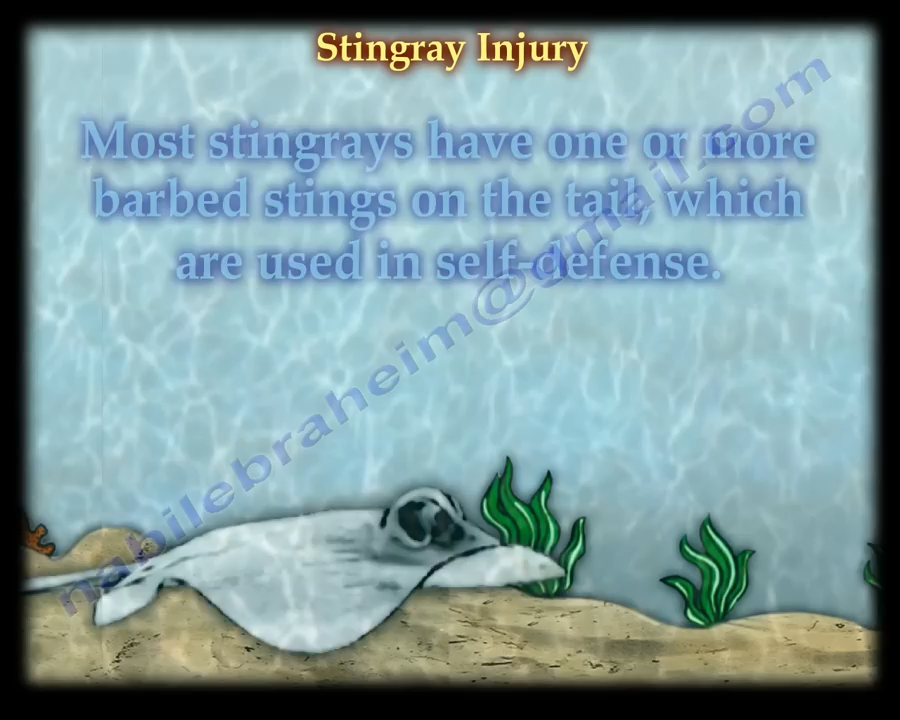 Stingray Injury
Most stingrays have one or more
barbed stings on the tail, which
are used in self-defense.
nabilebraheim@gmail.com